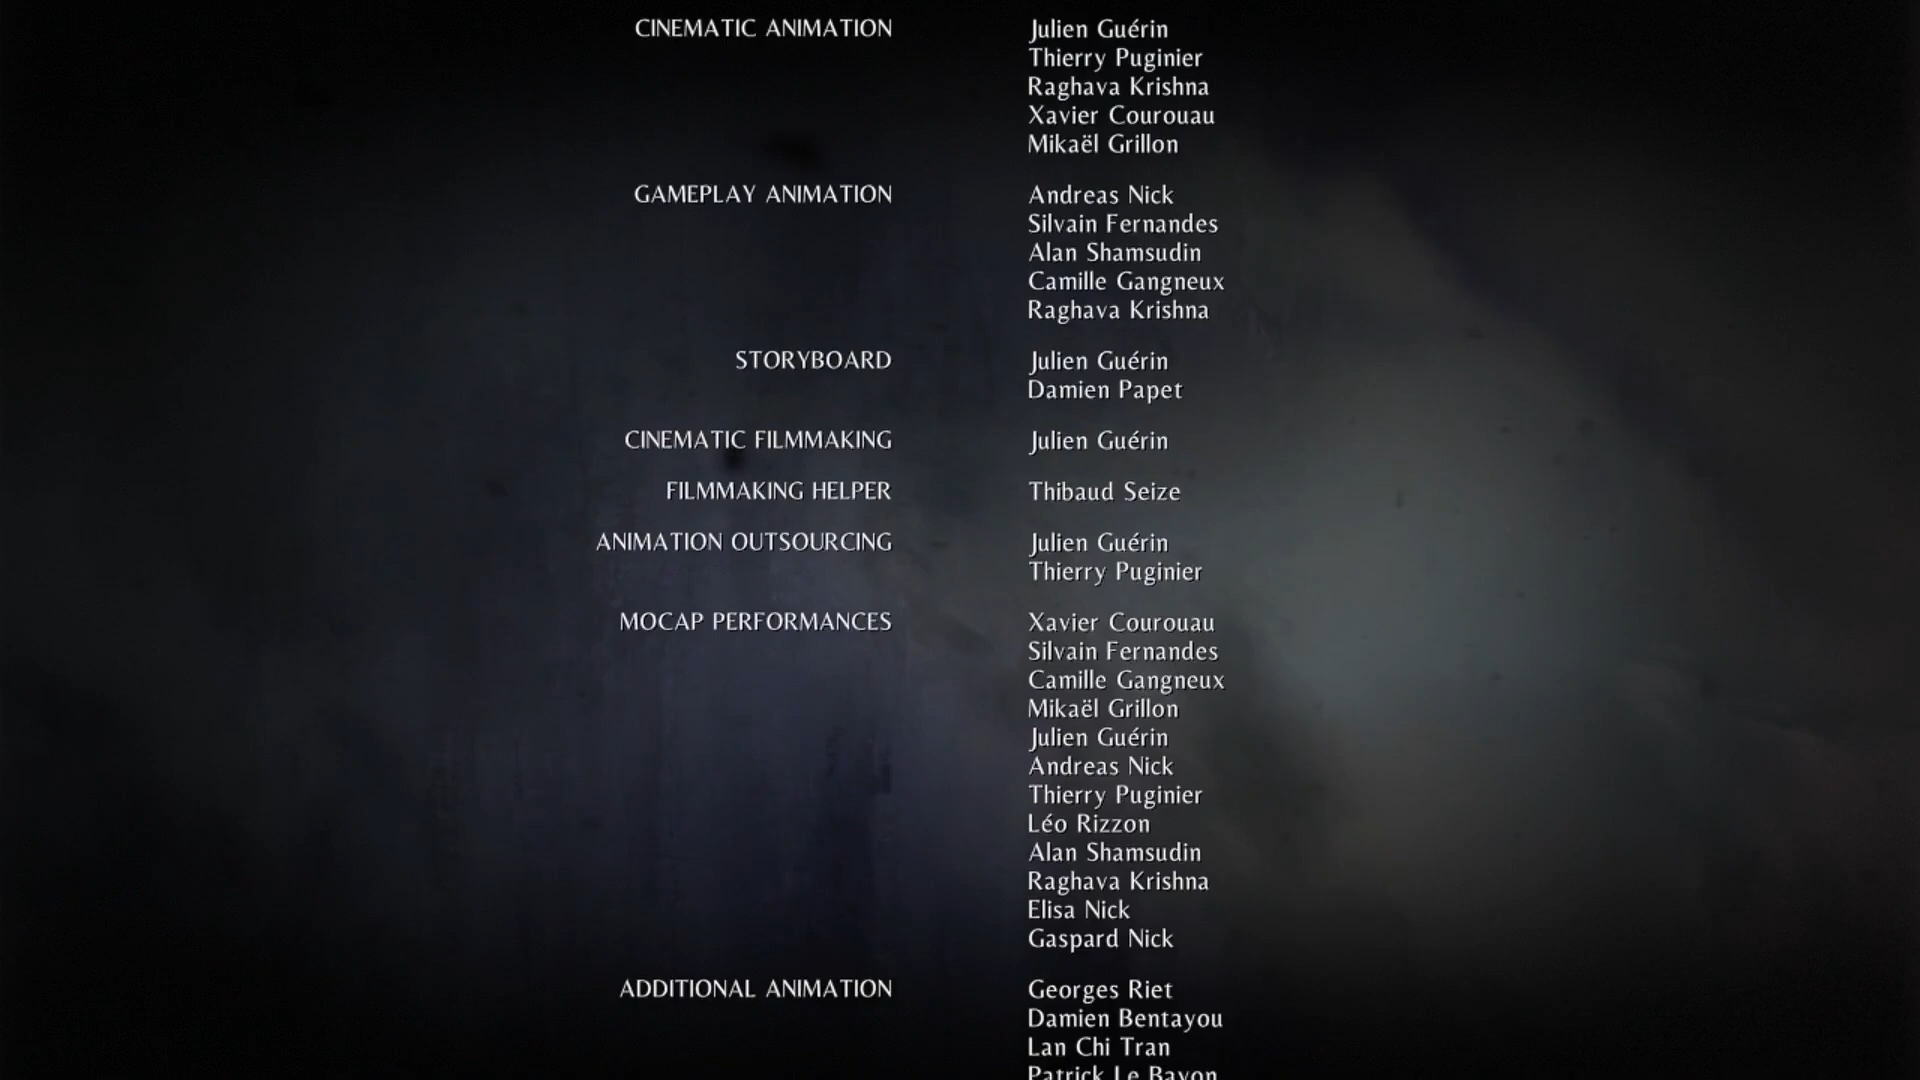 CINEMATIC ANIMATION Julien Guérin
Thierry Puginier
Raghava Krishna
Xavier Courouau
Mikaël Grillon
GAMEPLAY ANIMATION Andreas Nick
Silvain Fernandes
Alan Shamsudin
Camille Gangneux
Raghava Krishna
STORYBOARD Julien Guérin
Damien Papet
CINEMATIC FILMMAKING Julien Guérin
FILMMAKING HELPER Thibaud Seize
ANIMATION OUTSOURCING Julien Guérin
Thierry Puginier
MOCAP PERFORMANCES Xavier Courouau
Silvain Fernandes
Camille Gangneux
Mikaël Grillon
Julien Guérin
Andreas Nick
Thierry Puginier
Léo Rizzon
Alan Shamsudin
Raghava Krishna
Elisa Nick
Gaspard Nick
ADDITIONAL ANIMATION Georges Riet
Damien Bentayou
Lan Chi Tran
Patrick Le Bayon